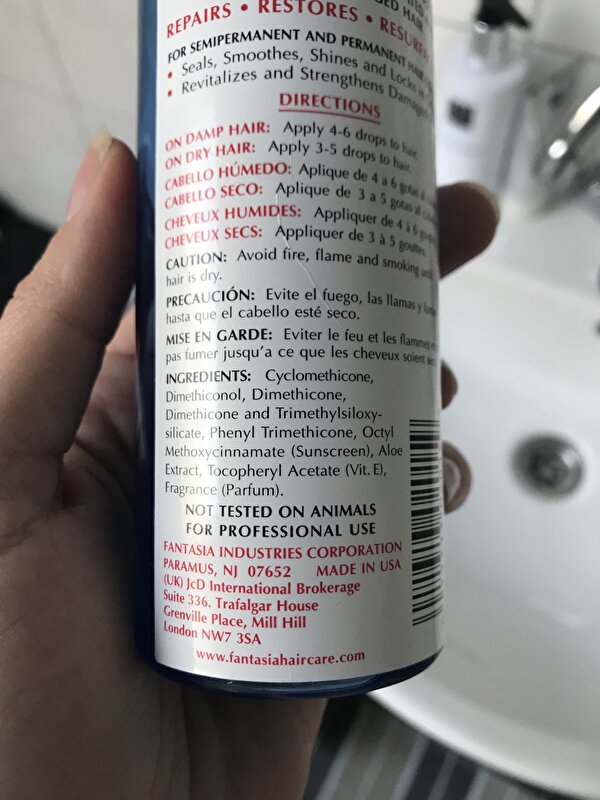 GED HAIR
REPAIRS • RESTORES • RESUR
FOR SEMIPERMANENT AND PERMANENT HAIR
• Seals, Smoothes, Shines and Locks
• Revitalizes and Strengthens Damaged
DIRECTIONS
ON DAMP HAIR: Apply 4-6 drops to hair.
ON DRY HAIR: Apply 3-5 drops to hair.
CABELLO HÚMEDO: Aplique de 4 a 6 gotas al
CABELLO SECO: Aplique de 3 a 5 gotas al
CHEVEUX HUMIDES: Appliquer de 4 à 6
CHEVEUX SECS: Appliquer de 3 à 5 gouttes.
CAUTION: Avoid fire, flame and smoking until
hair is dry.
PRECAUCIÓN: Evite el fuego, las llamas y
hasta que el cabello esté seco.
MISE EN GARDE: Eviter le feu et les flammes
pas fumer jusqu'a ce que les cheveux soient
INGREDIENTS: Cyclomethicone,
Dimethiconol, Dimethicone,
Dimethicone and Trimethylsiloxy-
silicate, Phenyl Trimethicone, Octyl
Methoxycinnamate (Sunscreen), Aloe
Extract, Tocopheryl Acetate (Vit. E),
Fragrance (Parfum).
NOT TESTED ON ANIMALS
FOR PROFESSIONAL USE
FANTASIA INDUSTRIES CORPORATION
PARAMUS, NJ 07652 MADE IN USA
(UK) JcD International Brokerage
Suite 336. Trafalgar House
Grenville Place, Mill Hill
London NW7 3SA
www.fantasiahaircare.com